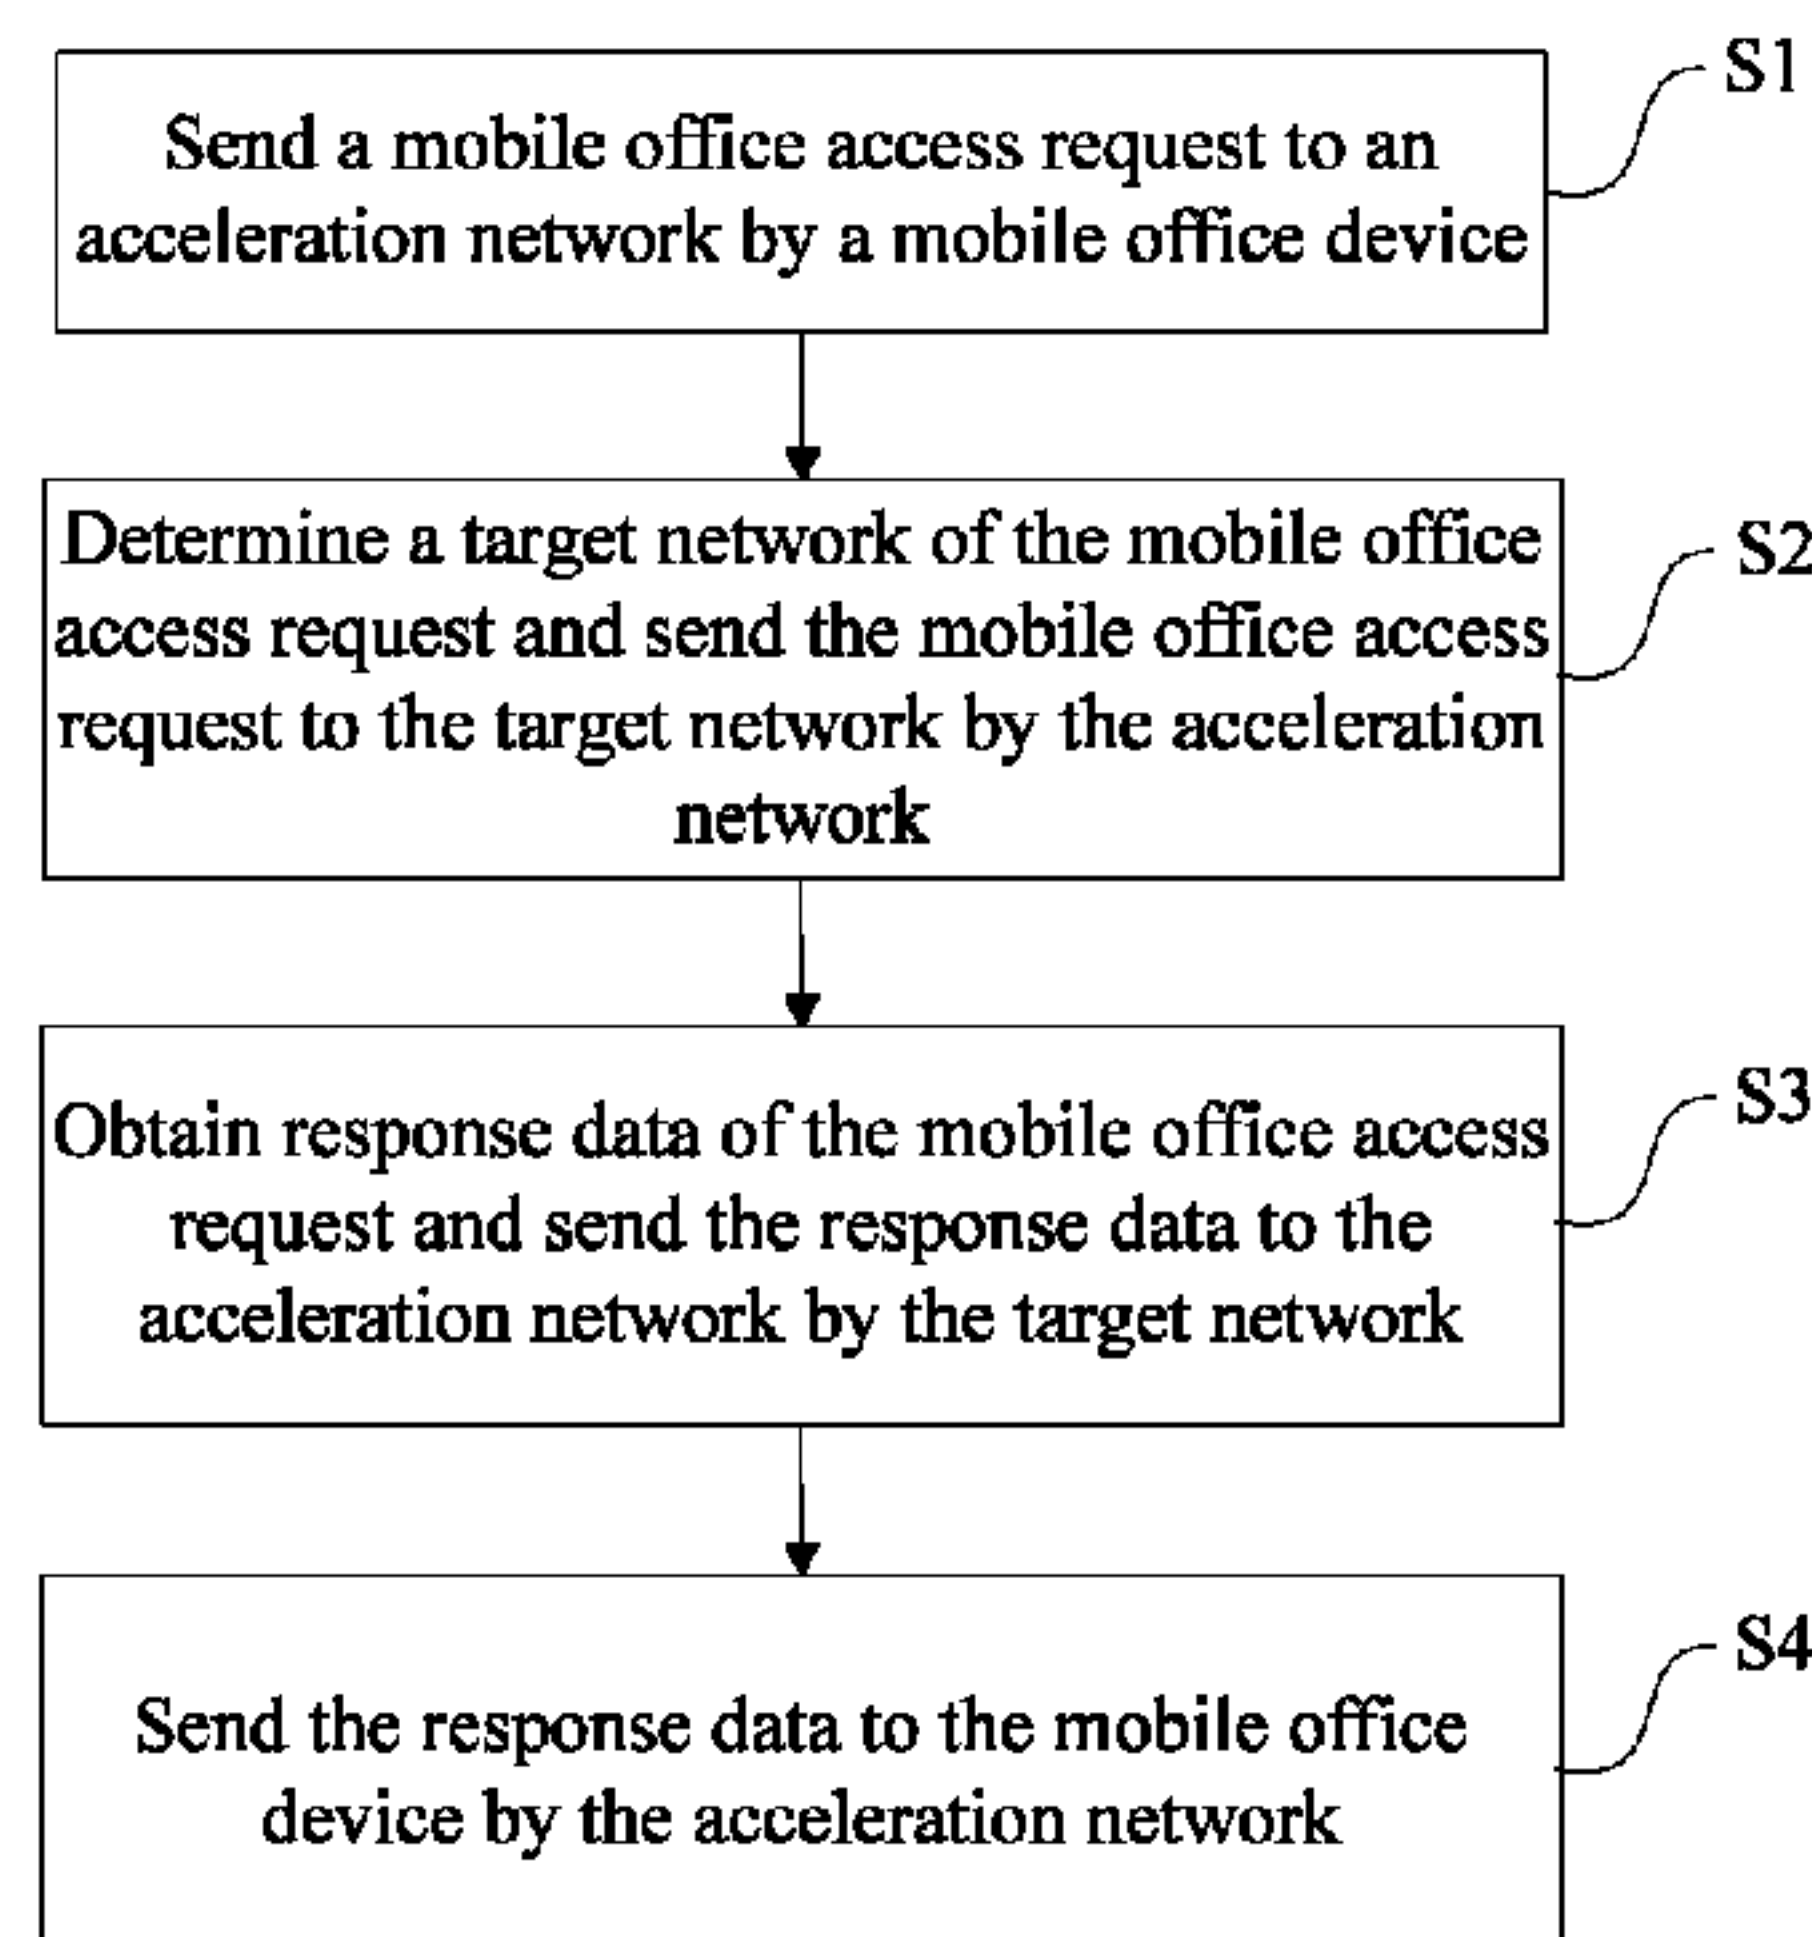 S1
Send a mobile office access request to an
acceleration network by a mobile office device
S2
Determine a target network of the mobile office
access request and send the mobile office access
request to the target network by the acceleration
network
S3
Obtain response data of the mobile office access
request and send the response data to the
acceleration network by the target network
S4
Send the response data to the mobile office
device by the acceleration network